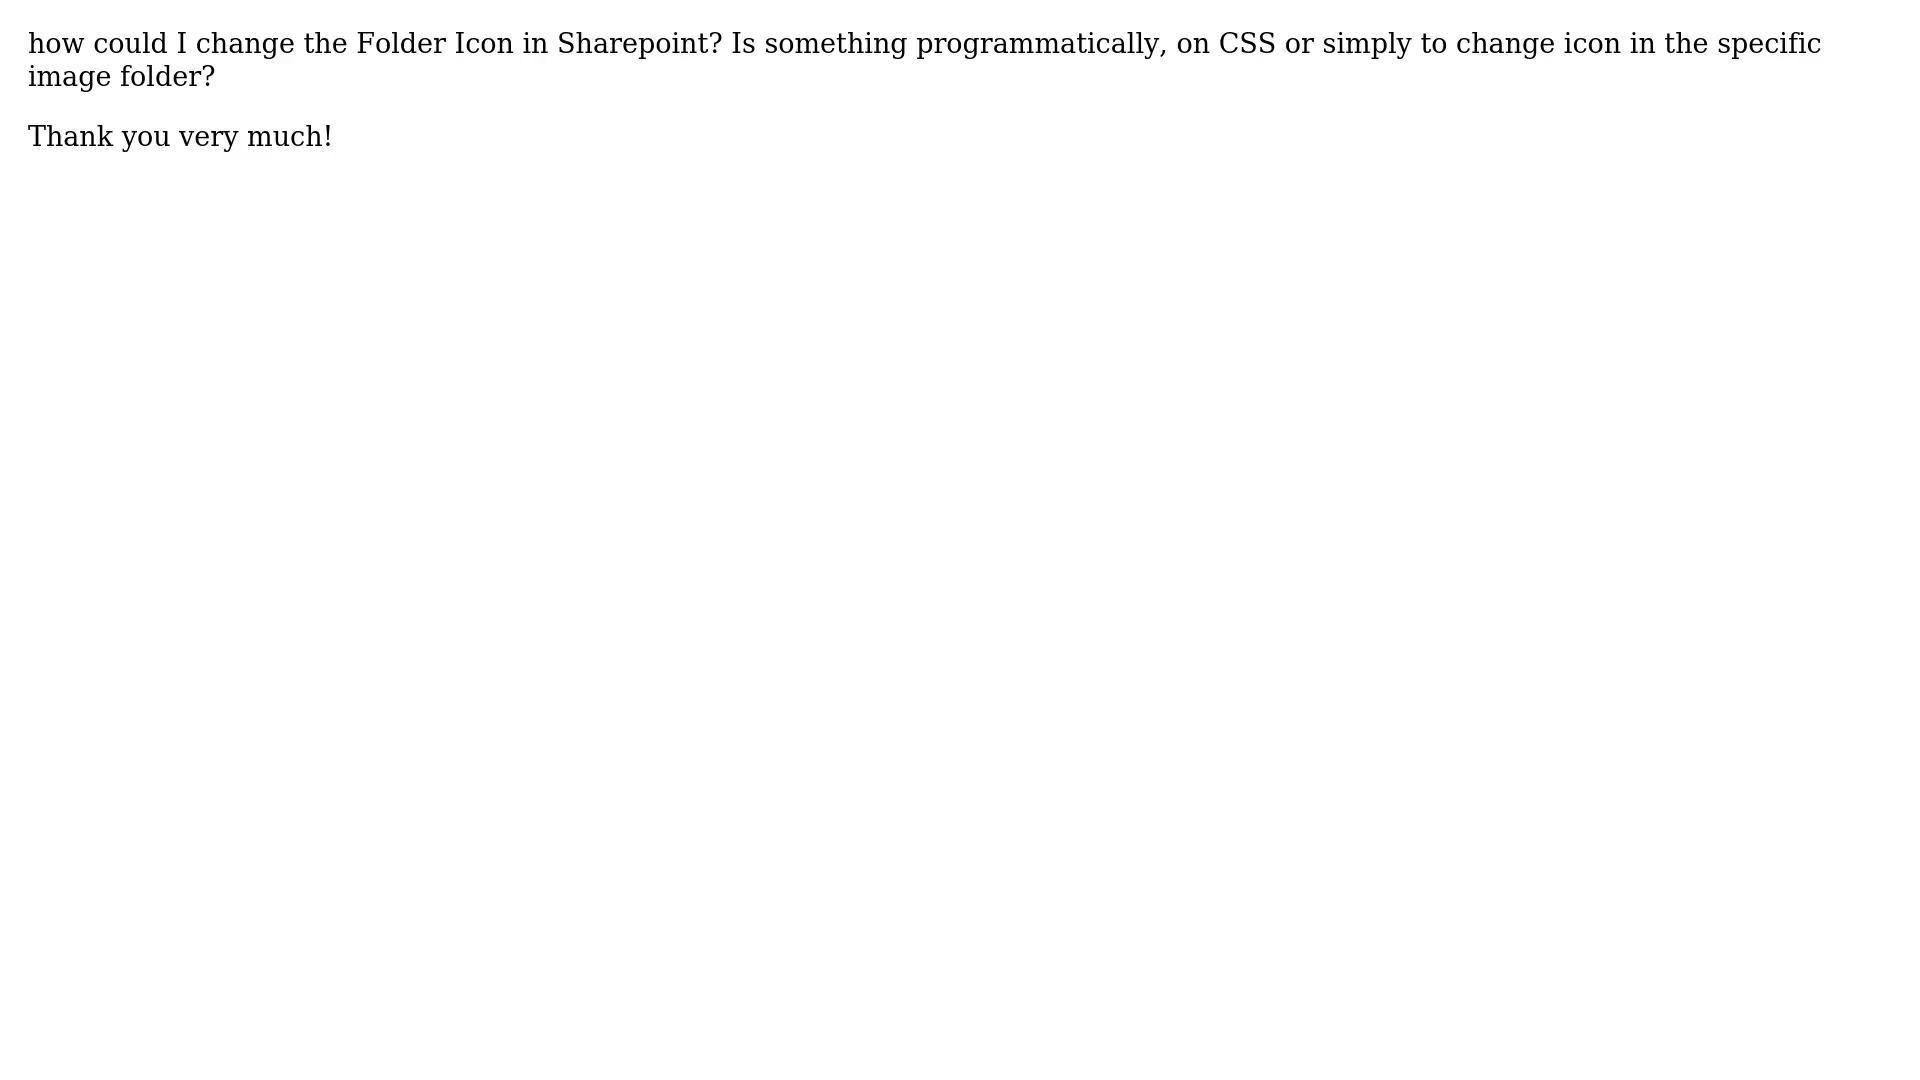 how could I change the Folder Icon in Sharepoint? Is something programmatically, on CSS or simply to change icon in the specific
image folder?
Thank you very much!